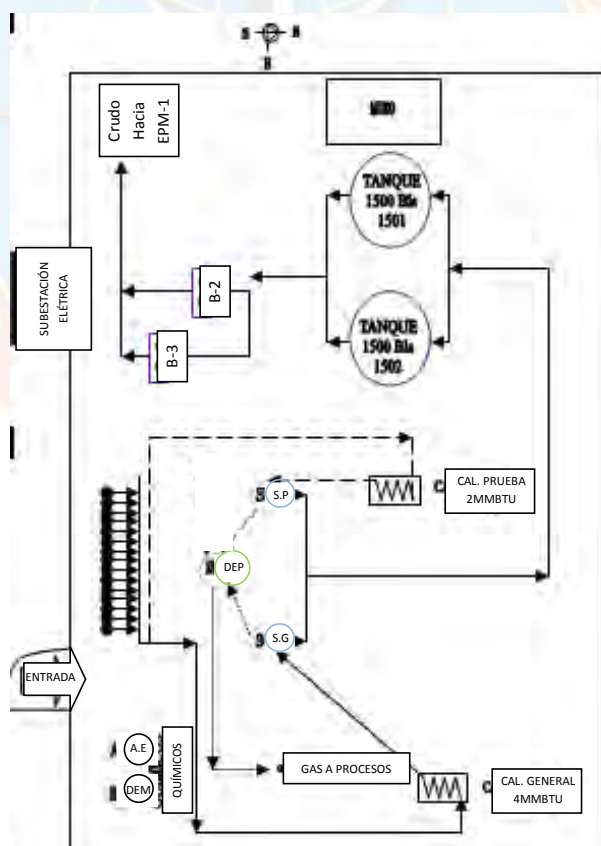 Crudo
Hacia
EPM-1
TANQUE
1500 Bls
1501
SUBESTACIÓN
ELÉTRICA
B-2
B-3
TANQUE
1500 Bls
1502
S.P
CAL. PRUEBA
2MMBTU
DEP
S.G
ENTRADA
A.E
DEM
QUÍMICOS
GAS A PROCESOS
CAL. GENERAL
4MMBTU